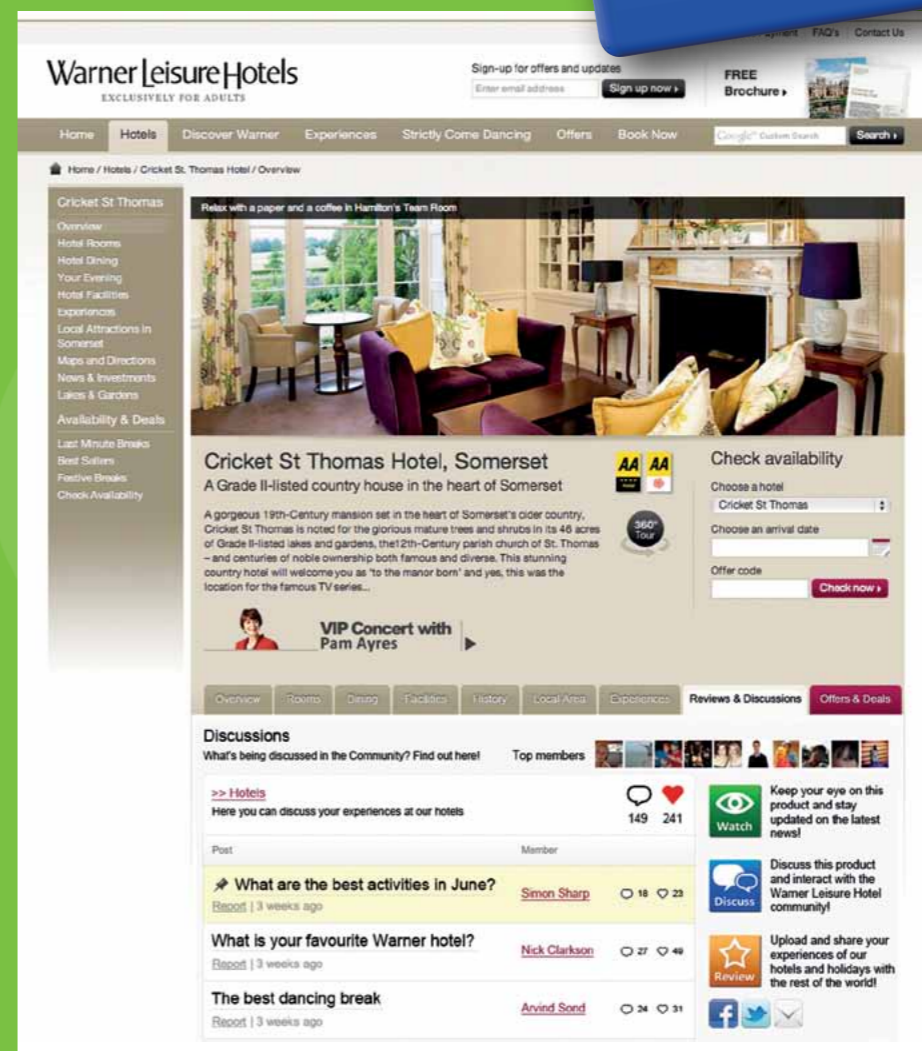 Payment FAQ's Contact Us
Warner Leisure Hotels
EXCLUSIVELY FOR ADULTS
Sign-up for offers and updates
Enter email address
Sign up now
FREE
Brochure
Home Hotels Discover Warner Experiences Strictly Come Dancing Offers Book Now
Google™ Custom Search
Search
Home / Hotels / Cricket St. Thomas Hotel / Overview
Cricket St Thomas
Overview
Hotel Rooms
Hotel Dining
Your Evening
Hotel Facilities
Experiences
Local Attractions in
Somerset
Maps and Directions
News & Investments
Lakes & Gardens
Availability & Deals
Last Minute Breaks
Best Sellers
Festive Breaks
Check Availability
Relax with a paper and a coffee in Hamilton's Team Room
Cricket St Thomas Hotel, Somerset
A Grade II-listed country house in the heart of Somerset
A gorgeous 19th-Century mansion set in the heart of Somerset's cider country,
Cricket St Thomas is noted for the glorious mature trees and shrubs in its 46 acres
of Grade II-listed lakes and gardens, the12th-Century parish church of St. Thomas
– and centuries of noble ownership both famous and diverse. This stunning
country hotel will welcome you as 'to the manor born' and yes, this was the
location for the famous TV series...
AA AA
360°
Tour
Check availability
Choose a hotel
Cricket St Thomas
Choose an arrival date
Offer code
Check now
VIP Concert with
Pam Ayres
Overview Rooms Dining Facilities History Local Area Experiences Reviews & Discussions Offers & Deals
Discussions
What's being discussed in the Community? Find out here!
Top members
>> Hotels
Here you can discuss your experiences at our hotels
149 241
Post Member
What are the best activities in June?
Report | 3 weeks ago
Simon Sharp
18 23
What is your favourite Warner hotel?
Report | 3 weeks ago
Nick Clarkson
27 49
The best dancing break
Report | 3 weeks ago
Arvind Sond
24 31
Watch
Keep your eye on this
product and stay
updated on the latest
news!
Discuss
Discuss this product
and interact with the
Warner Leisure Hotel
community!
Review
Upload and share your
experiences of our
hotels and holidays with
the rest of the world!